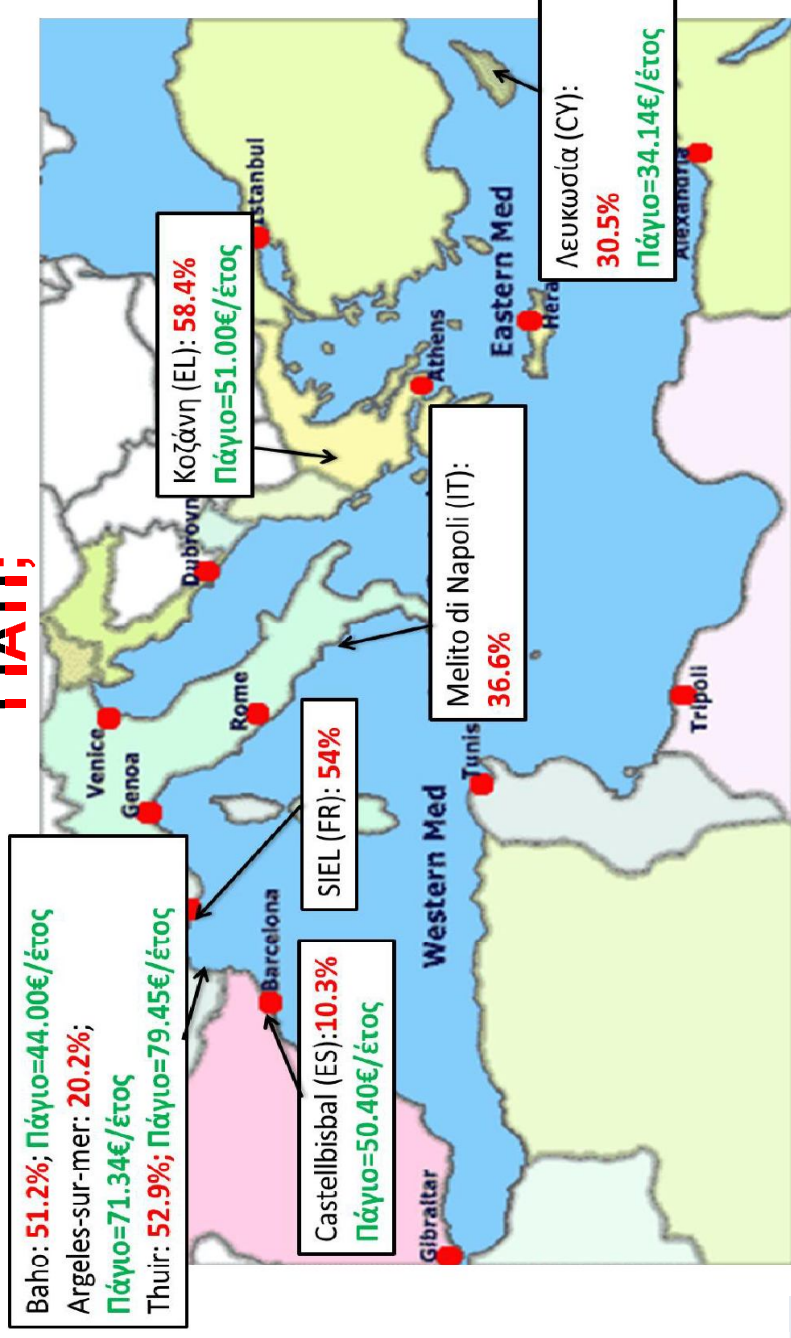 Baho: 51.2%; Πάγιο=44.00€/έτος
Argeles-sur-mer: 20.2%;
Πάγιο=71.34€/έτος
Thuir: 52.9%; Πάγιο=79.45€/έτος
Castellbisbal (ES):10.3%
Πάγιο=50.40€/έτος
SIEL (FR): 54%
Melito di Napoli (IT):
36.6%
Κοζάνη (EL): 58.4%
Πάγιο=51.00€/έτος
Λευκωσία (CY):
30.5%
Πάγιο=34.14€/έτος
Venice
Genoa
Rome
Barcelona
Gibraltar
Western Med
Tunis
Tripoli
Athens
Eastern Med
Istanbul
Alexandria